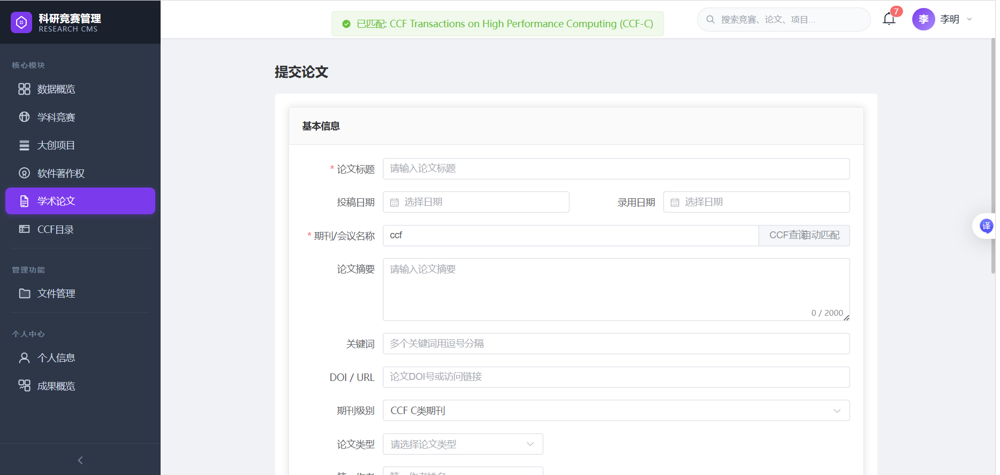 科研竞赛管理
RESEARCH CMS
已匹配: CCF Transactions on High Performance Computing (CCF-C)
搜索竞赛、论文、项目...
7
李
李明
核心模块
数据概览
学科竞赛
大创项目
软件著作权
学术论文
CCF目录
管理功能
文件管理
个人中心
个人信息
成果概览
提交论文
基本信息
* 论文标题
请输入论文标题
投稿日期
选择日期
录用日期
选择日期
* 期刊/会议名称
ccf
CCF查询
自动匹配
论文摘要
请输入论文摘要
0 / 2000
关键词
多个关键词用逗号分隔
DOI / URL
论文DOI号或访问链接
期刊级别
CCF C类期刊
论文类型
请选择论文类型
译